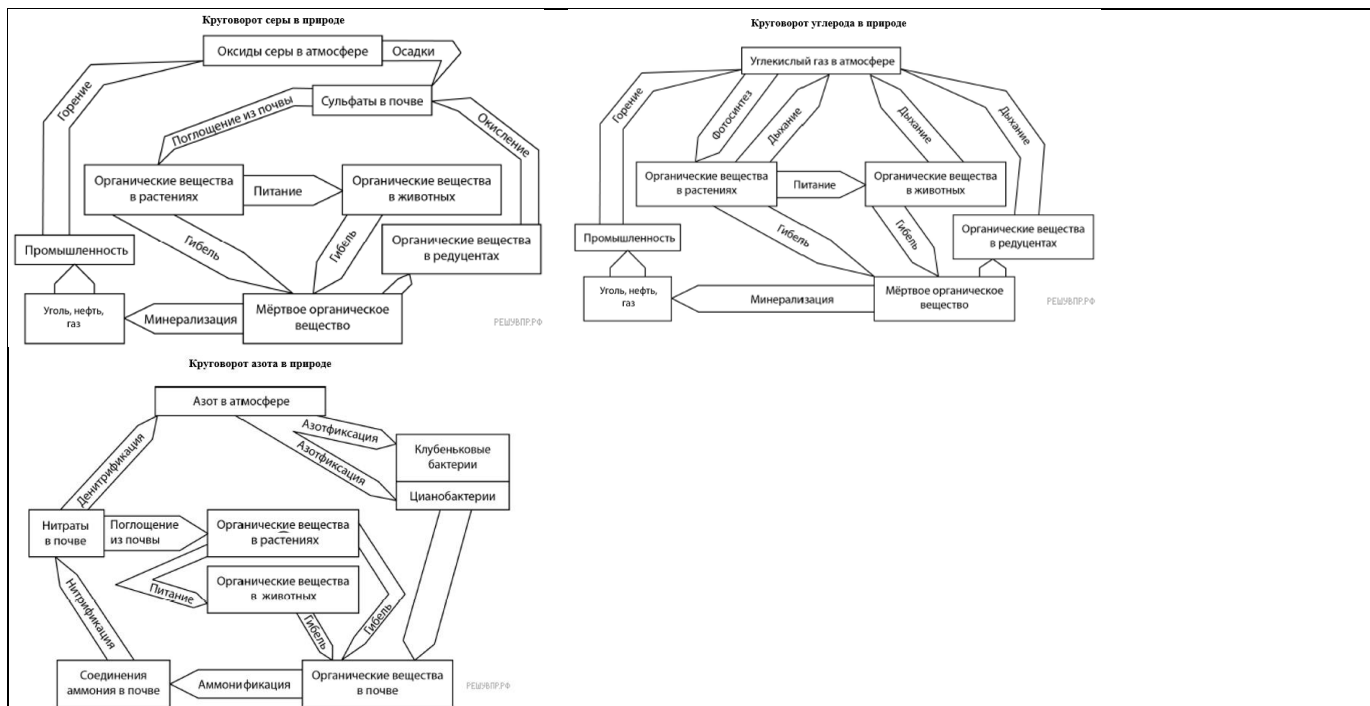 Круговорот серы в природе
Оксиды серы в атмосфере
Осадки
Горение
Сульфаты в почве
Поглощение из почвы
Окисление
Органические вещества
в растениях
Питание
Органические вещества
в животных
Гибель
Гибель
Органические вещества
в редуцентах
Промышленность
Уголь, нефть,
газ
Минерализация
Мёртвое органическое
вещество
РЕШУВПР.РФ
Круговорот углерода в природе
Углекислый газ в атмосфере
Горение
Фотосинтез
Дыхание
Дыхание
Дыхание
Органические вещества
в растениях
Питание
Органические вещества
в животных
Гибель
Гибель
Органические вещества
в редуцентах
Промышленность
Уголь, нефть,
газ
Минерализация
Мёртвое органическое
вещество
РЕШУВПР.РФ
Круговорот азота в природе
Азот в атмосфере
Азотфиксация
Азотфиксация
Клубеньковые
бактерии
Цианобактерии
Денитрификация
Нитраты
в почве
Поглощение
из почвы
Органические вещества
в растениях
Питание
Органические вещества
в животных
Гибель
Гибель
Нитрификация
Соединения
аммония в почве
Аммонификация
Органические вещества
в почве
РЕШУВПР.РФ